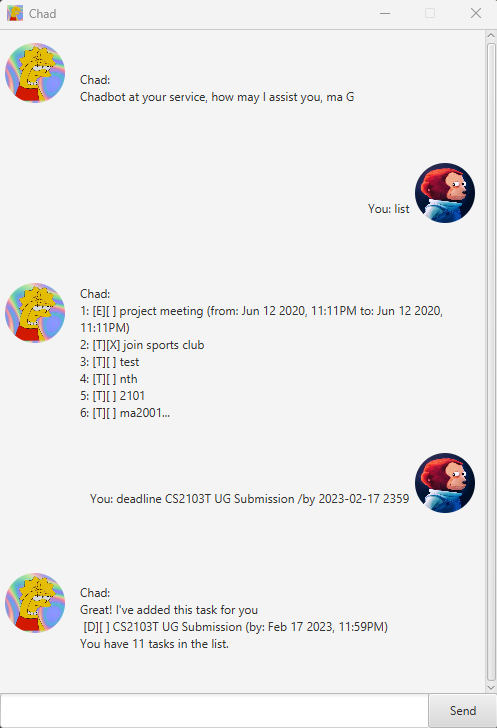 Chad
Chad:
Chadbot at your service, how may I assist you, ma G
You: list
Chad:
1: [E][ ] project meeting (from: Jun 12 2020, 11:11PM to: Jun 12 2020,
11:11PM)
2: [T][X] join sports club
3: [T][ ] test
4: [T][ ] nth
5: [T][ ] 2101
6: [T][ ] ma2001...
You: deadline CS2103T UG Submission /by 2023-02-17 2359
Chad:
Great! I've added this task for you
[D][ ] CS2103T UG Submission (by: Feb 17 2023, 11:59PM)
You have 11 tasks in the list.
Send